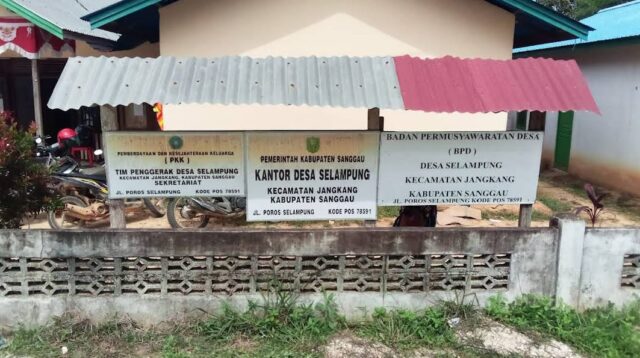 PEMBERDAYAAN DAN KESEJAHTERAAN KELUARGA
( PKK )
TIM PENGGERAK DESA SELAMPUNG
KECAMATAN JANGKANG, KABUPATEN SANGGAU
SEKRETARIAT
JL. POROS SELAMPUNG KODE POS 78591
PEMERINTAH KABUPATEN SANGGAU
KANTOR DESA SELAMPUNG
KECAMATAN JANGKANG
KABUPATEN SANGGAU
JL. POROS SELAMPUNG KODE POS 78591
BADAN PERMUSYAWARATAN DESA
( BPD )
DESA SELAMPUNG
KECAMATAN JANGKANG
KABUPATEN SANGGAU
JL. POROS SELAMPUNG KODE POS 78591